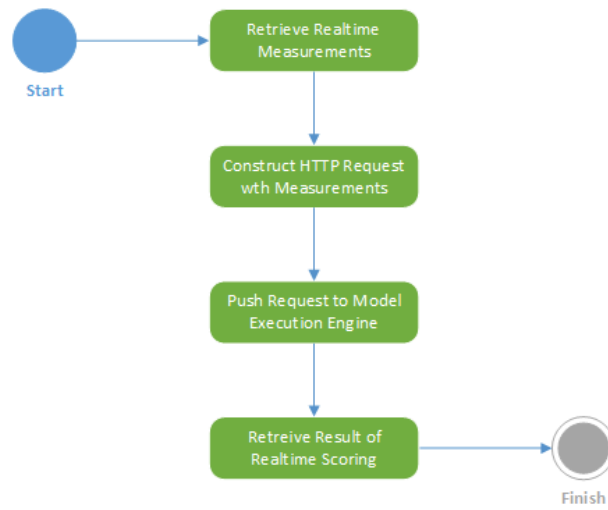 Retrieve Realtime
Measurements
Start
Construct HTTP Request
wth Measurements
Push Request to Model
Execution Engine
Retreive Result of
Realtime Scoring
Finish